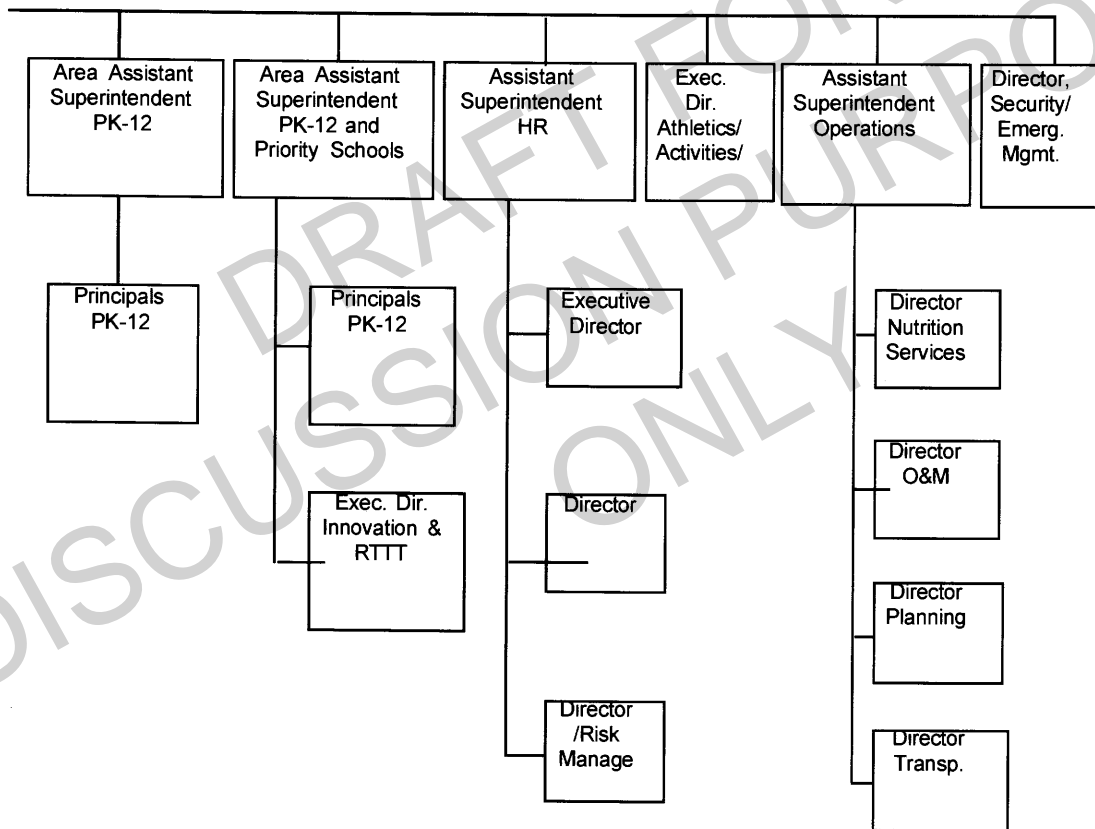 Area Assistant
Superintendent
PK-12
Area Assistant
Superintendent
PK-12 and
Priority Schools
Assistant
Superintendent
HR
Exec.
Dir.
Athletics/
Activities/
Assistant
Superintendent
Operations
Director,
Security/
Emerg.
Mgmt.
Principals
PK-12
Principals
PK-12
Executive
Director
Director
Nutrition
Services
Exec. Dir.
Innovation &
RTTT
Director
Director
O&M
Director
Planning
Director
/Risk
Manage
Director
Transp.
DRAFT FOR
DISCUSSION PURPO
ONLY